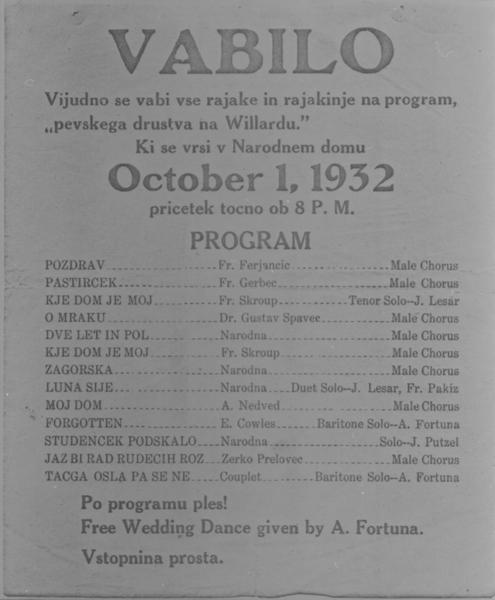 VABILO
Vijudno se vabi vse rajake in rajakinje na program,
„pevskega drustva na Willardu.”
Ki se vrsi v Narodnem domu
October 1, 1932
pricetek tocno ob 8 P. M.
PROGRAM
POZDRAV Fr. Ferjancic Male Chorus
PASTIRCEK Fr. Gerbec Male Chorus
KJE DOM JE MOJ Fr. Skroup Tenor Solo--J. Lesar
O MRAKU Dr. Gustav Spavec Male Chorus
DVE LET IN POL Narodna Male Chorus
KJE DOM JE MOJ Fr. Skroup Male Chorus
ZAGORSKA Narodna Male Chorus
LUNA SIJE Narodna Duet Solo--J. Lesar, Fr. Pakiz
MOJ DOM A. Nedved Male Chorus
FORGOTTEN E. Cowles Baritone Solo--A. Fortuna
STUDENCEK PODSKALO Narodna Solo--J. Putzel
JAZ BI RAD RUDECIH ROZ Zerko Prelovec Male Chorus
TACGA OSLA PA SE NE Couplet Baritone Solo--A. Fortuna
Po programu ples!
Free Wedding Dance given by A. Fortuna.
Vstopnina prosta.